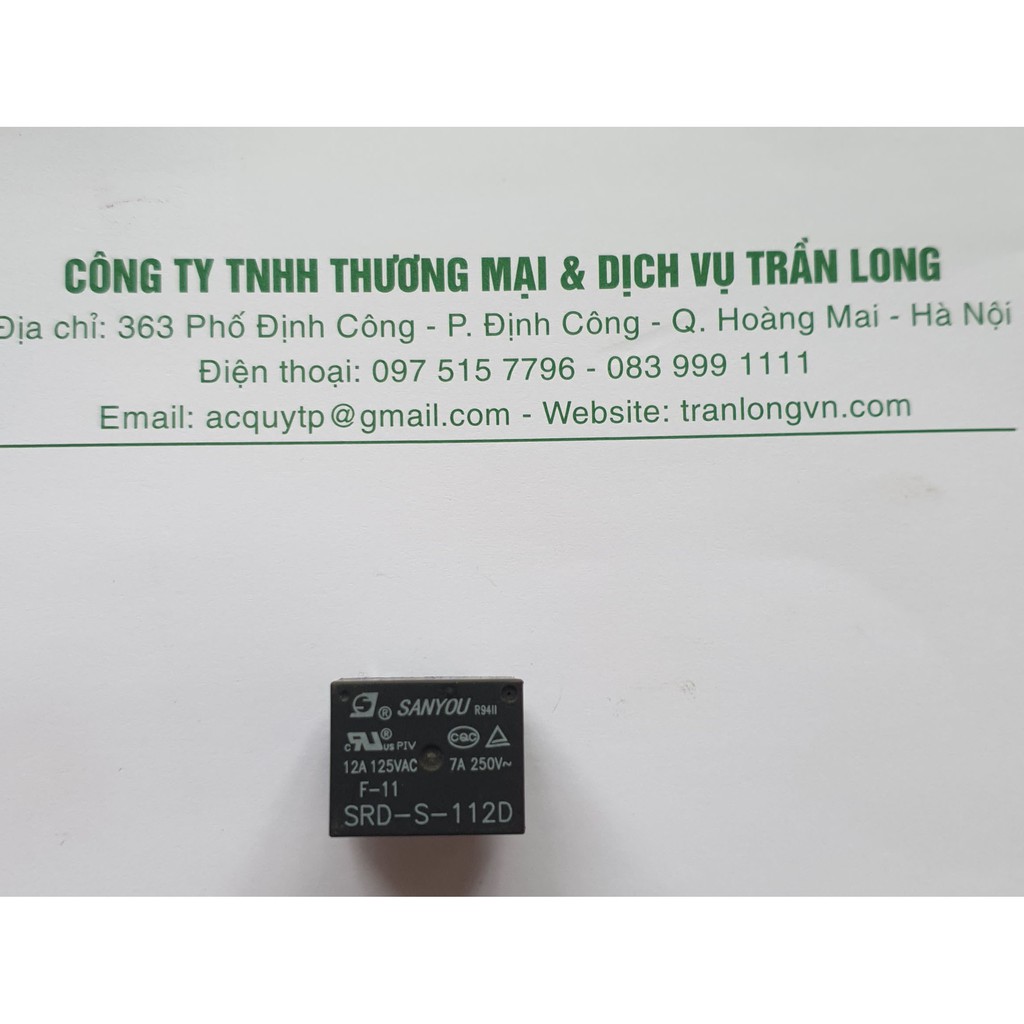 CÔNG TY TNHH THƯƠNG MẠI & DỊCH VỤ TRẦN LONG
Địa chỉ: 363 Phố Định Công - P. Định Công - Q. Hoàng Mai - Hà Nội
Điện thoại: 097 515 7796 - 083 999 1111
Email: acquytp@gmail.com - Website: tranlongvn.com
® SANYOU R94II
c RU ® US PIV CQC
12A 125VAC 7A 250V~
F-11
SRD-S-112D